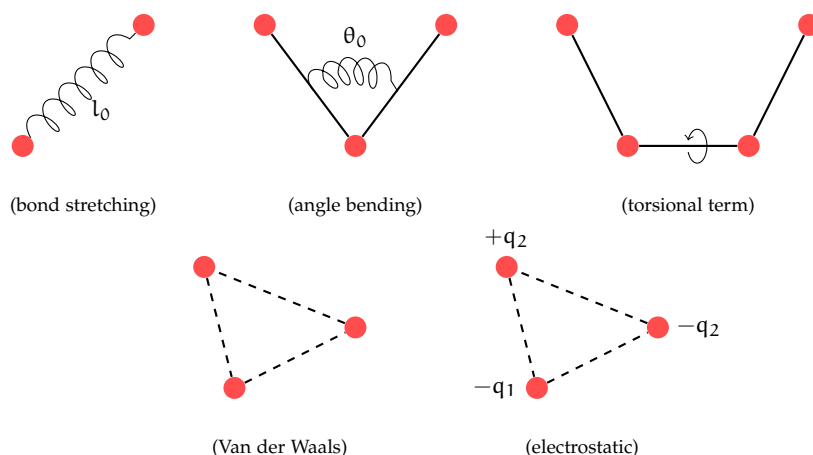 θ₀
l₀
(bond stretching)
(angle bending)
(torsional term)
+q₂
−q₂
−q₁
(Van der Waals)
(electrostatic)